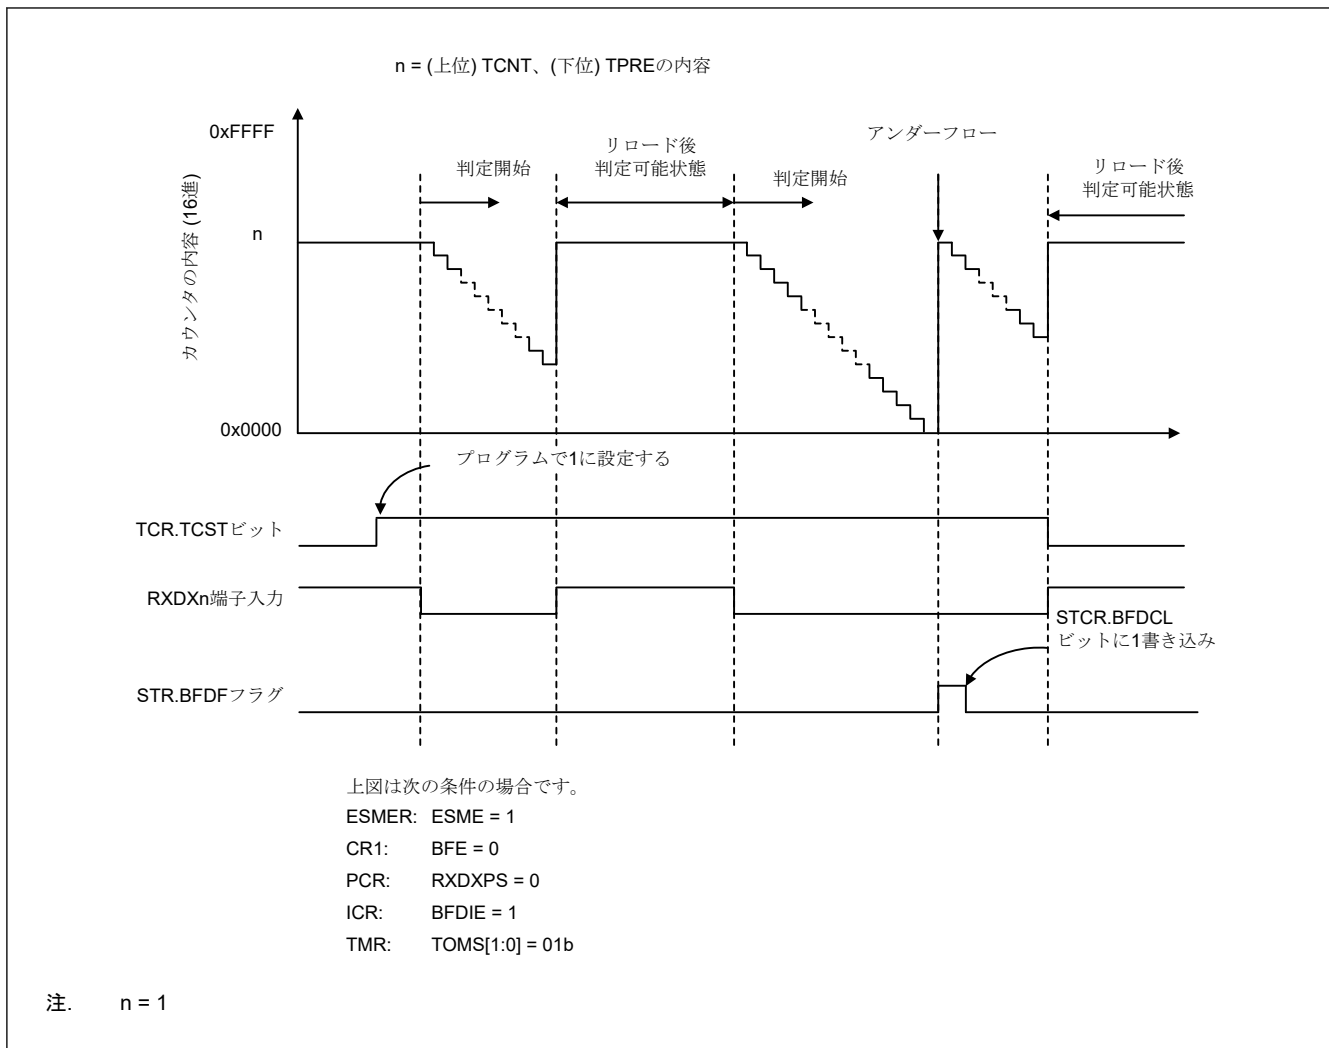 n = (上位) TCNT、(下位) TPREの内容
0xFFFF
アンダーフロー
リロード後
判定可能状態
判定開始
判定開始
リロード後
判定可能状態
カウンタの内容 (16進)
n
0x0000
プログラムで1に設定する
TCR.TCSTビット
RXDXn端子入力
STCR.BFDCL
ビットに1書き込み
STR.BFDFフラグ
上図は次の条件の場合です。
ESMER: ESME = 1
CR1: BFE = 0
PCR: RXDXPS = 0
ICR: BFDIE = 1
TMR: TOMS[1:0] = 01b
注. n = 1